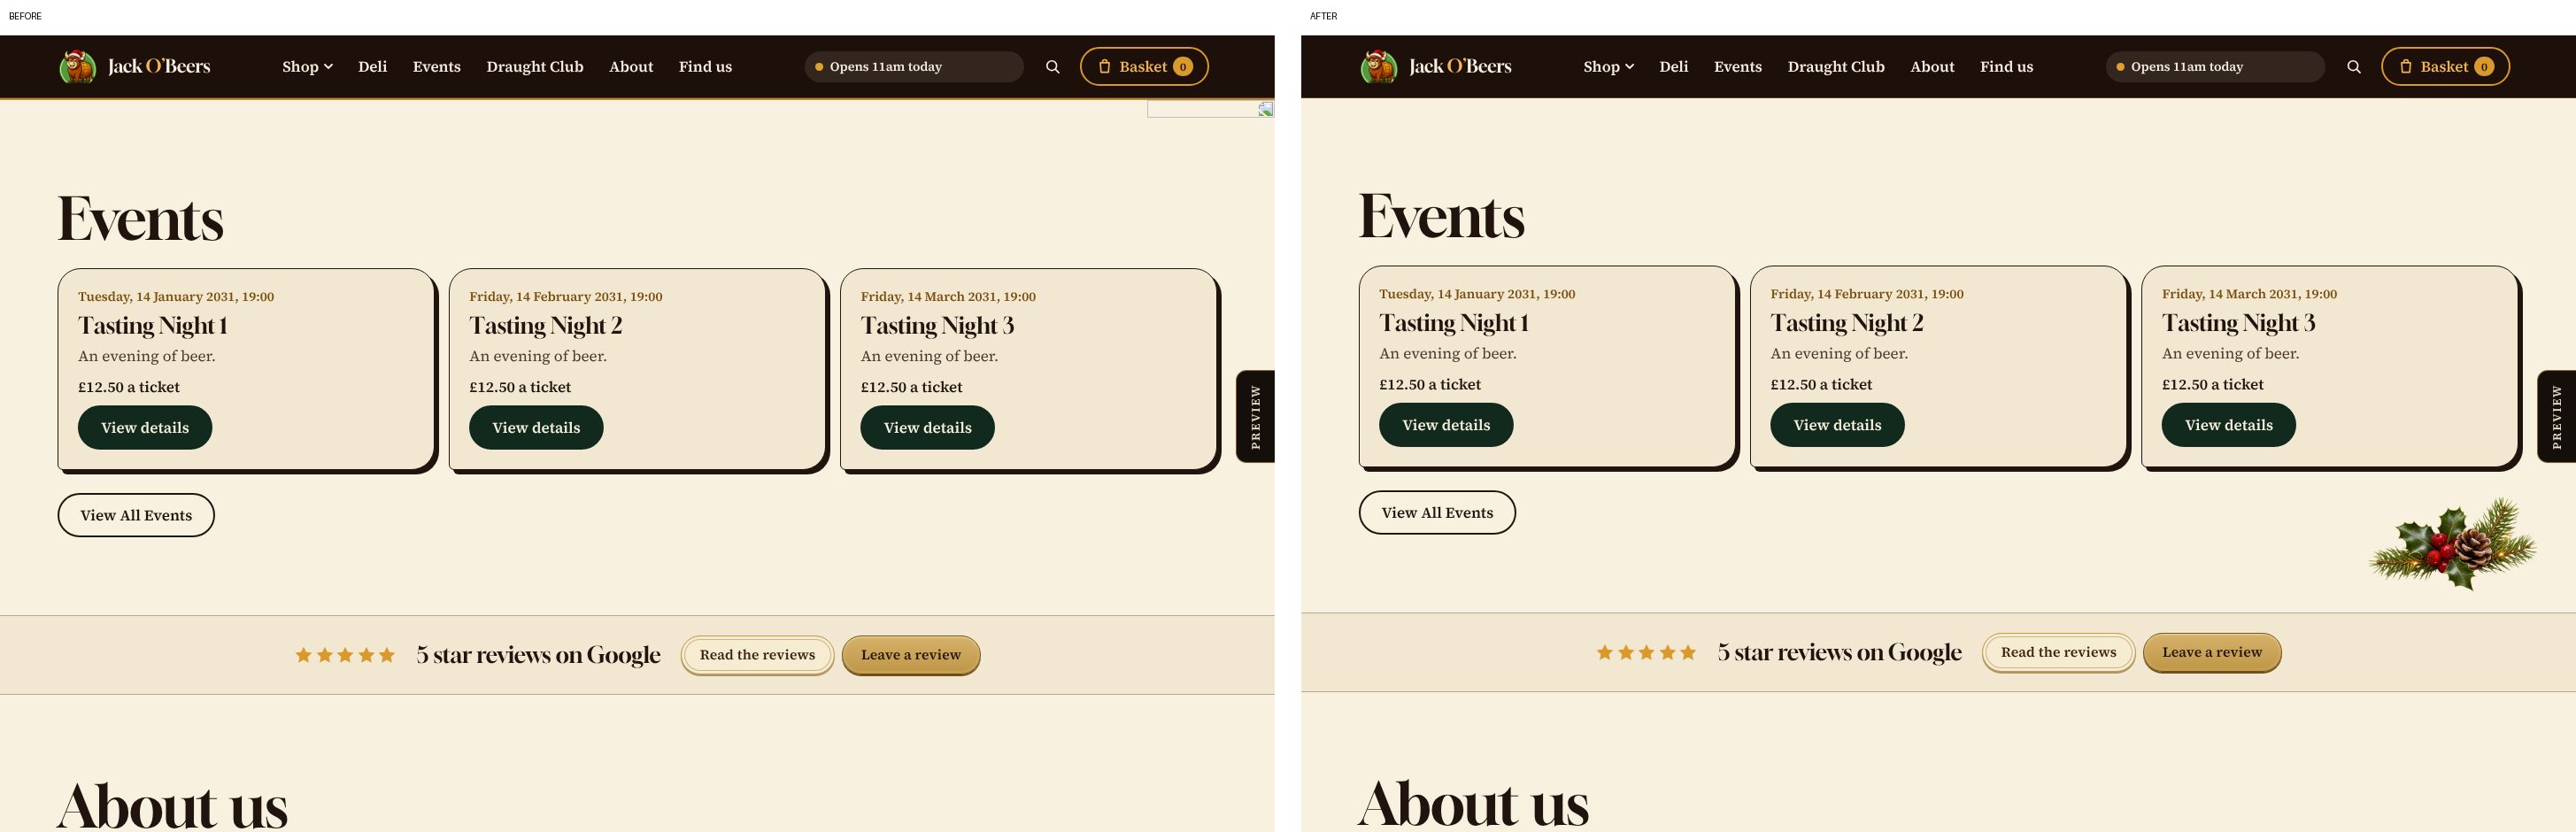 BEFORE
Jack O'Beers Shop Deli Events Draught Club About Find us Opens 11am today Basket 0
Events
Tuesday, 14 January 2031, 19:00
Tasting Night 1
An evening of beer.
£12.50 a ticket
View details
Friday, 14 February 2031, 19:00
Tasting Night 2
An evening of beer.
£12.50 a ticket
View details
Friday, 14 March 2031, 19:00
Tasting Night 3
An evening of beer.
£12.50 a ticket
View details
PREVIEW
View All Events
5 star reviews on Google Read the reviews Leave a review
About us
AFTER
Jack O'Beers Shop Deli Events Draught Club About Find us Opens 11am today Basket 0
Events
Tuesday, 14 January 2031, 19:00
Tasting Night 1
An evening of beer.
£12.50 a ticket
View details
Friday, 14 February 2031, 19:00
Tasting Night 2
An evening of beer.
£12.50 a ticket
View details
Friday, 14 March 2031, 19:00
Tasting Night 3
An evening of beer.
£12.50 a ticket
View details
PREVIEW
View All Events
5 star reviews on Google Read the reviews Leave a review
About us